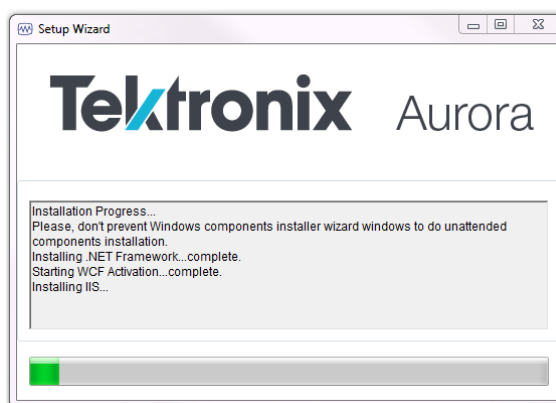 Setup Wizard
Tektronix Aurora
Installation Progress...
Please, don't prevent Windows components installer wizard windows to do unattended
components installation.
Installing .NET Framework...complete.
Starting WCF Activation...complete.
Installing IIS...